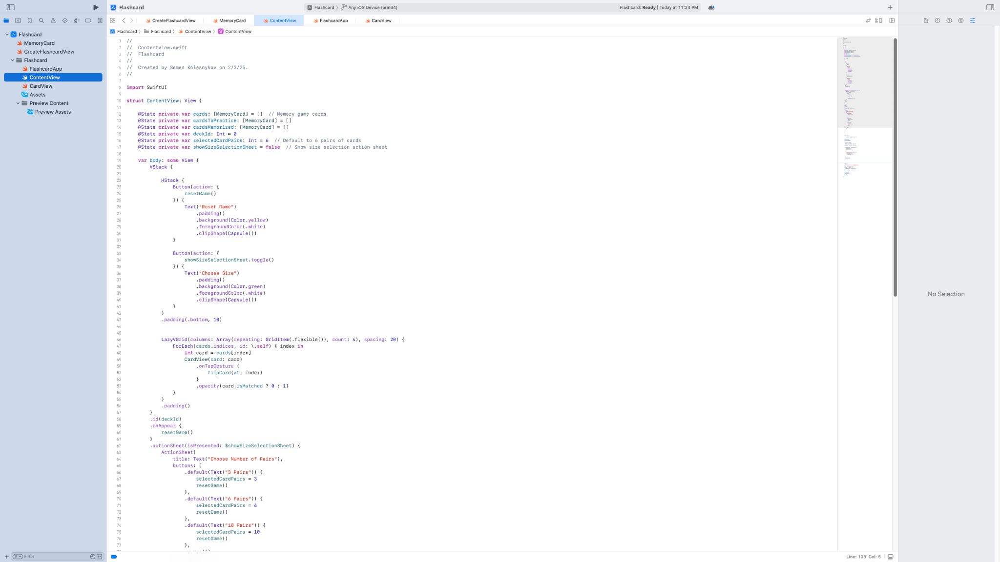 Flashcard
Flashcard 〉 Any iOS Device (arm64)
Flashcard: Ready | Today at 11:24 PM
CreateFlashcardView
MemoryCard
ContentView
FlashcardApp
CardView
Flashcard 〉 Flashcard 〉 ContentView 〉 S ContentView
Flashcard
MemoryCard
CreateFlashcardView
Flashcard
FlashcardApp
ContentView
CardView
Assets
Preview Content
Preview Assets
Filter
1 //
2 //  ContentView.swift
3 //  Flashcard
4 //
5 //  Created by Semen Kolesnykov on 2/3/25.
6 //
7
8 import SwiftUI
9
10 struct ContentView: View {
11
12     @State private var cards: [MemoryCard] = []  // Memory game cards
13     @State private var cardsToPractice: [MemoryCard] = []
14     @State private var cardsMemorized: [MemoryCard] = []
15     @State private var deckId: Int = 0
16     @State private var selectedCardPairs: Int = 6  // Default to 6 pairs of cards
17     @State private var showSizeSelectionSheet = false  // Show size selection action sheet
18
19     var body: some View {
20         VStack {
21
22             HStack {
23                 Button(action: {
24                     resetGame()
25                 }) {
26                     Text("Reset Game")
27                         .padding()
28                         .background(Color.yellow)
29                         .foregroundColor(.white)
30                         .clipShape(Capsule())
31                 }
32
33                 Button(action: {
34                     showSizeSelectionSheet.toggle()
35                 }) {
36                     Text("Choose Size")
37                         .padding()
38                         .background(Color.green)
39                         .foregroundColor(.white)
40                         .clipShape(Capsule())
41                 }
42             }
43             .padding(.bottom, 10)
44
45
46             LazyVGrid(columns: Array(repeating: GridItem(.flexible()), count: 4), spacing: 20) {
47                 ForEach(cards.indices, id: \.self) { index in
48                     let card = cards[index]
49                     CardView(card: card)
50                         .onTapGesture {
51                             flipCard(at: index)
52                         }
53                         .opacity(card.isMatched ? 0 : 1)
54                 }
55             }
56             .padding()
57         }
58         .id(deckId)
59         .onAppear {
60             resetGame()
61         }
62         .actionSheet(isPresented: $showSizeSelectionSheet) {
63             ActionSheet(
64                 title: Text("Choose Number of Pairs"),
65                 buttons: [
66                     .default(Text("3 Pairs")) {
67                         selectedCardPairs = 3
68                         resetGame()
69                     },
70                     .default(Text("6 Pairs")) {
71                         selectedCardPairs = 6
72                         resetGame()
73                     },
74                     .default(Text("10 Pairs")) {
75                         selectedCardPairs = 10
76                         resetGame()
77                     },
No Selection
Line: 108  Col: 5